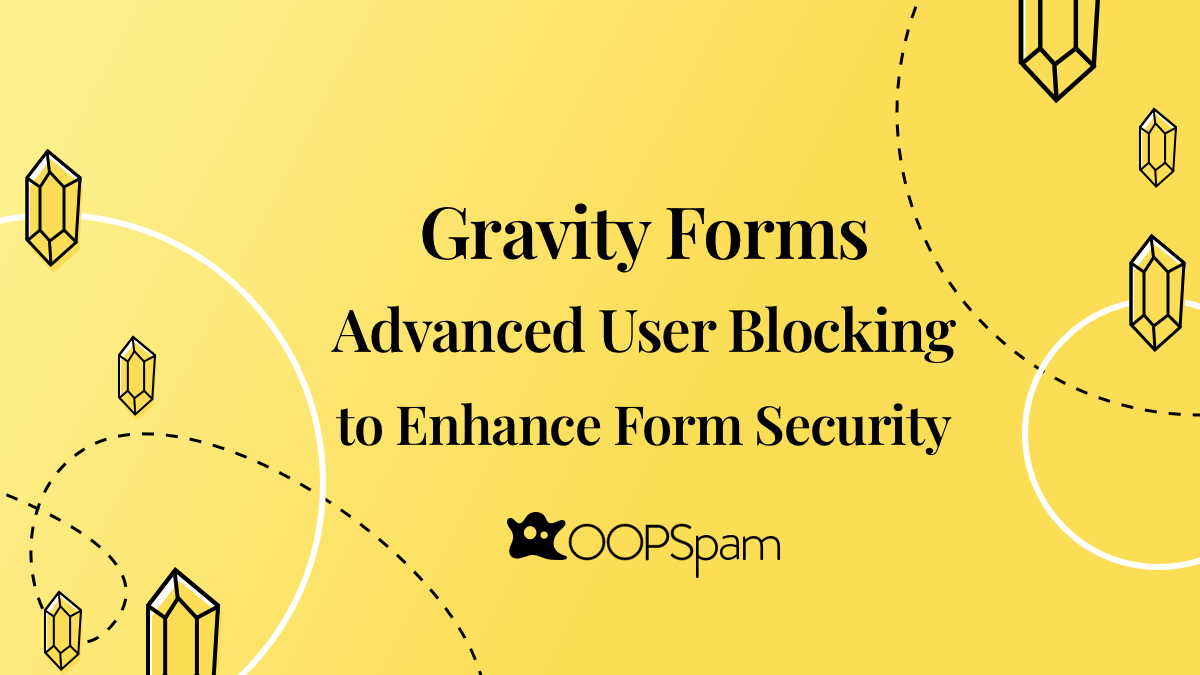 Gravity Forms
Advanced User Blocking
to Enhance Form Security
OOPSpam